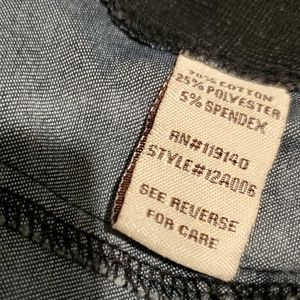 70% COTTON
25% POLYESTER
5% SPENDEX
RN#119140
STYLE#12A006
SEE REVERSE
FOR CARE